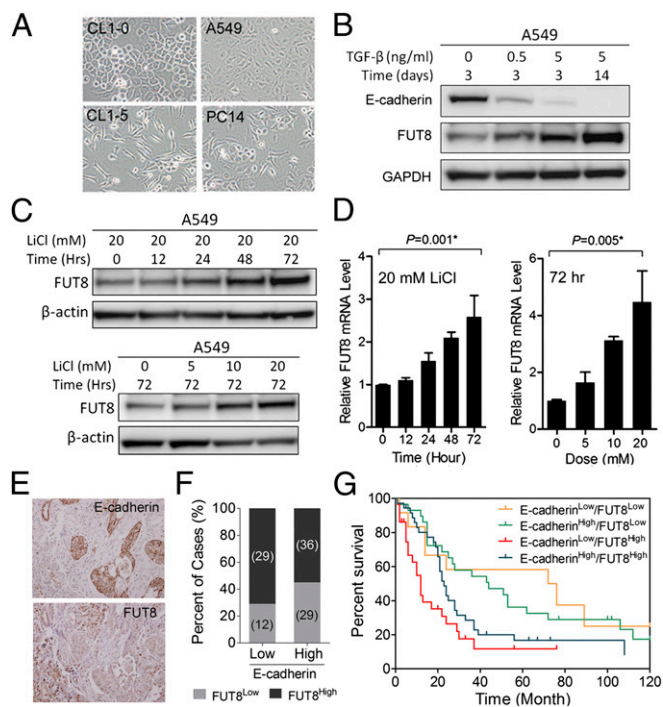 A
CL1-0
A549
CL1-5
PC14
B
A549
TGF-β (ng/ml) 0 0.5 5 5
Time (days) 3 3 3 14
E-cadherin
FUT8
GAPDH
C
A549
LiCl (mM) 20 20 20 20 20
Time (Hrs) 0 12 24 48 72
FUT8
β-actin
A549
LiCl (mM) 0 5 10 20
Time (Hrs) 72 72 72 72
FUT8
β-actin
D
P=0.001*
20 mM LiCl
Relative FUT8 mRNA Level
4
3
2
1
0
0 12 24 48 72
Time (Hour)
P=0.005*
72 hr
Relative FUT8 mRNA Level
6
4
2
0
0 5 10 20
Dose (mM)
E
E-cadherin
FUT8
F
Percent of Cases (%)
100
80
60
40
20
0
(29)
(36)
(12)
(29)
Low High
E-cadherin
FUT8Low FUT8High
G
Percent survival
100
80
60
40
20
0
E-cadherinLow/FUT8Low
E-cadherinHigh/FUT8Low
E-cadherinLow/FUT8High
E-cadherinHigh/FUT8High
0 20 40 60 80 100 120
Time (Month)